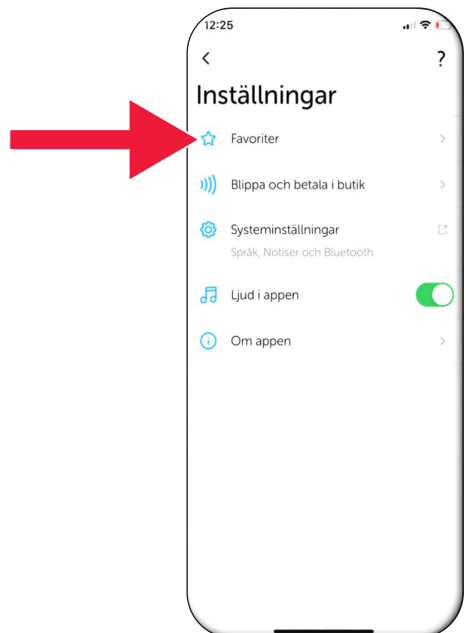 12:25
?
Inställningar
Favoriter
Blippa och betala i butik
Systeminställningar
Språk, Notiser och Bluetooth
Ljud i appen
Om appen